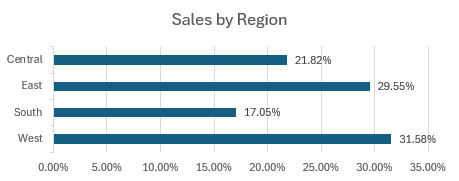 Sales by Region
Central 21.82%
East 29.55%
South 17.05%
West 31.58%
0.00% 5.00% 10.00% 15.00% 20.00% 25.00% 30.00% 35.00%